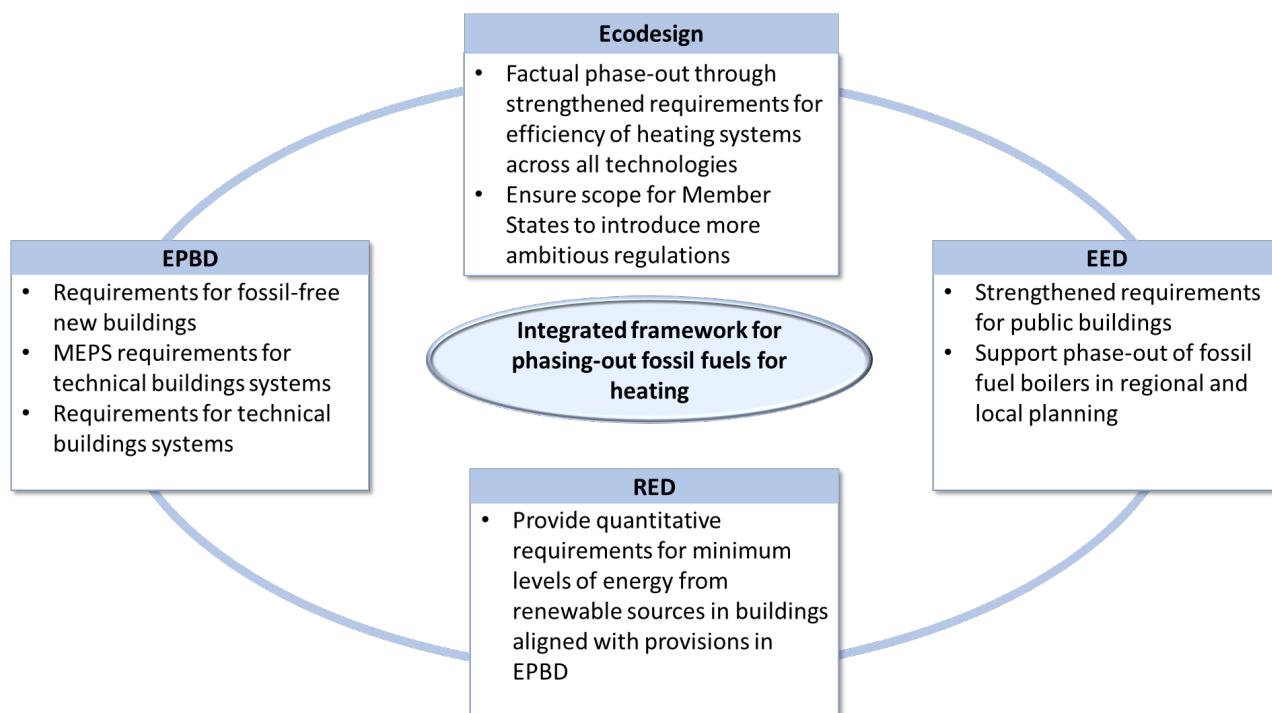 Ecodesign
• Factual phase-out through
strengthened requirements for
efficiency of heating systems
across all technologies
• Ensure scope for Member
States to introduce more
ambitious regulations
EPBD
• Requirements for fossil-free
new buildings
• MEPS requirements for
technical buildings systems
• Requirements for technical
buildings systems
Integrated framework for
phasing-out fossil fuels for
heating
EED
• Strengthened requirements
for public buildings
• Support phase-out of fossil
fuel boilers in regional and
local planning
RED
• Provide quantitative
requirements for minimum
levels of energy from
renewable sources in buildings
aligned with provisions in
EPBD